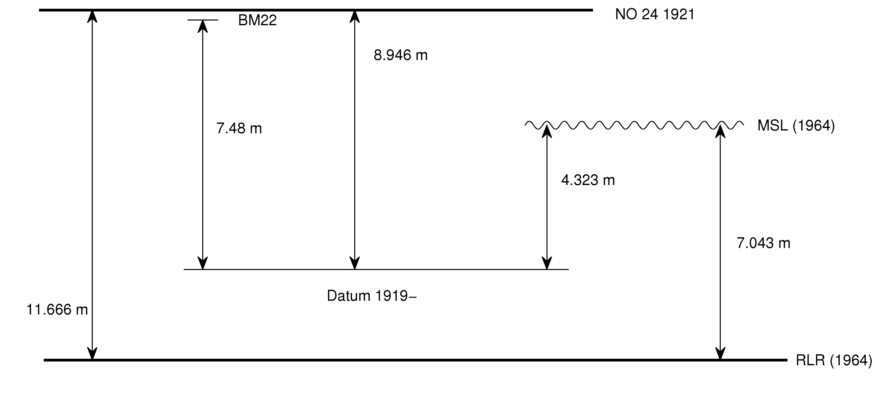 NO 24 1921
BM22
8.946 m
7.48 m
MSL (1964)
4.323 m
7.043 m
Datum 1919−
11.666 m
RLR (1964)